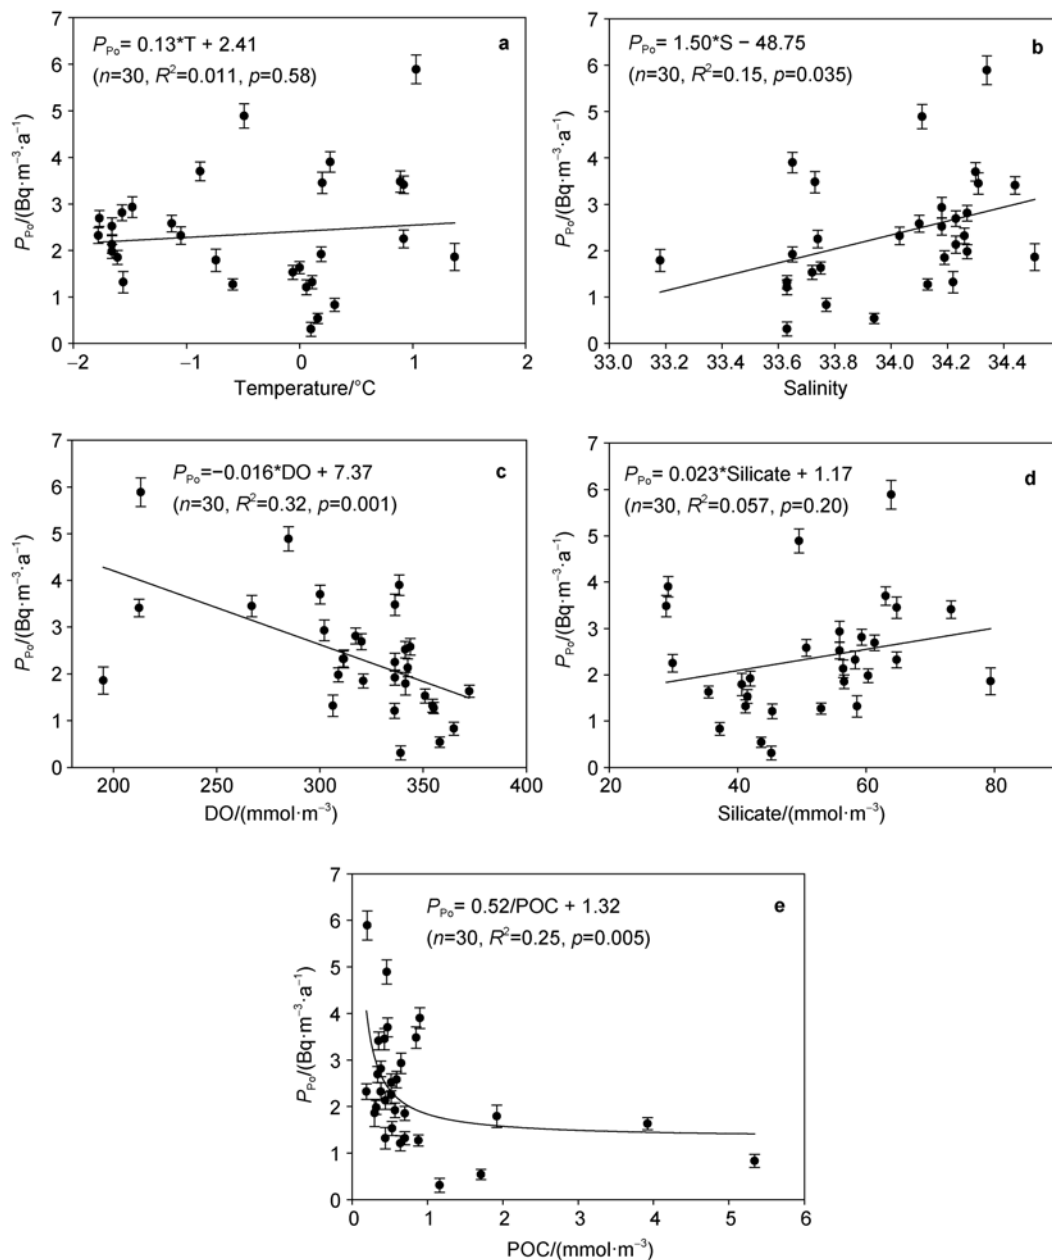 P_Po= 0.13*T + 2.41
a
(n=30, R²=0.011, p=0.58)
P_Po/(Bq·m⁻³·a⁻¹)
7
6
5
4
3
2
1
0
−2
−1
0
1
2
Temperature/°C
P_Po= 1.50*S − 48.75
b
(n=30, R²=0.15, p=0.035)
P_Po/(Bq·m⁻³·a⁻¹)
7
6
5
4
3
2
1
0
33.0
33.2
33.4
33.6
33.8
34.0
34.2
34.4
Salinity
P_Po=−0.016*DO + 7.37
c
(n=30, R²=0.32, p=0.001)
P_Po/(Bq·m⁻³·a⁻¹)
7
6
5
4
3
2
1
0
200
250
300
350
400
DO/(mmol·m⁻³)
P_Po= 0.023*Silicate + 1.17
d
(n=30, R²=0.057, p=0.20)
P_Po/(Bq·m⁻³·a⁻¹)
7
6
5
4
3
2
1
0
20
40
60
80
Silicate/(mmol·m⁻³)
P_Po= 0.52/POC + 1.32
e
(n=30, R²=0.25, p=0.005)
P_Po/(Bq·m⁻³·a⁻¹)
7
6
5
4
3
2
1
0
0
1
2
3
4
5
6
POC/(mmol·m⁻³)